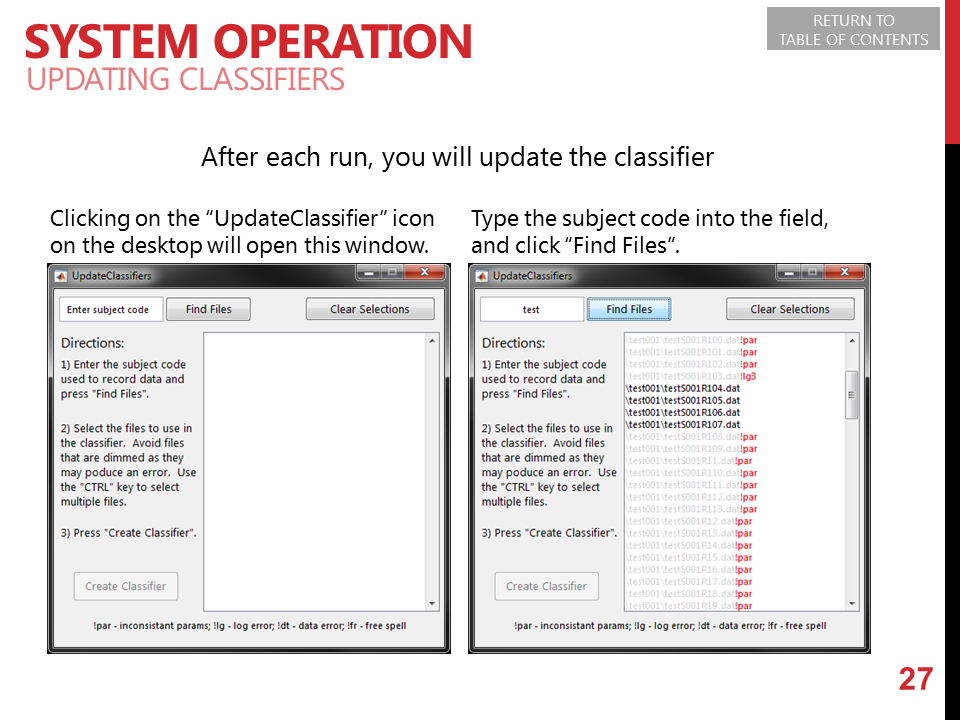 SYSTEM OPERATION
UPDATING CLASSIFIERS
RETURN TO
TABLE OF CONTENTS
After each run, you will update the classifier
Clicking on the “UpdateClassifier” icon
on the desktop will open this window.
UpdateClassifiers
Enter subject code
Find Files
Clear Selections
Directions:
1) Enter the subject code
used to record data and
press "Find Files".
2) Select the files to use in
the classifier. Avoid files
that are dimmed as they
may poduce an error. Use
the "CTRL" key to select
multiple files.
3) Press "Create Classifier".
Create Classifier
!par - inconsistant params; !lg - log error; !dt - data error; !fr - free spell
Type the subject code into the field,
and click “Find Files”.
UpdateClassifiers
test
Find Files
Clear Selections
Directions:
1) Enter the subject code
used to record data and
press "Find Files".
2) Select the files to use in
the classifier. Avoid files
that are dimmed as they
may poduce an error. Use
the "CTRL" key to select
multiple files.
3) Press "Create Classifier".
Create Classifier
\test001\testS001R100.dat!par
\test001\testS001R101.dat!par
\test001\testS001R102.dat!par
\test001\testS001R103.dat!lg3
\test001\testS001R104.dat
\test001\testS001R105.dat
\test001\testS001R106.dat
\test001\testS001R107.dat
\test001\testS001R108.dat!par
\test001\testS001R109.dat!par
\test001\testS001R11.dat!par
\test001\testS001R110.dat!par
\test001\testS001R111.dat!par
\test001\testS001R112.dat!par
\test001\testS001R113.dat!par
\test001\testS001R12.dat!par
\test001\testS001R13.dat!par
\test001\testS001R14.dat!par
\test001\testS001R15.dat!par
\test001\testS001R16.dat!par
\test001\testS001R17.dat!par
\test001\testS001R18.dat!par
\test001\testS001R19.dat!par
!par - inconsistant params; !lg - log error; !dt - data error; !fr - free spell
27